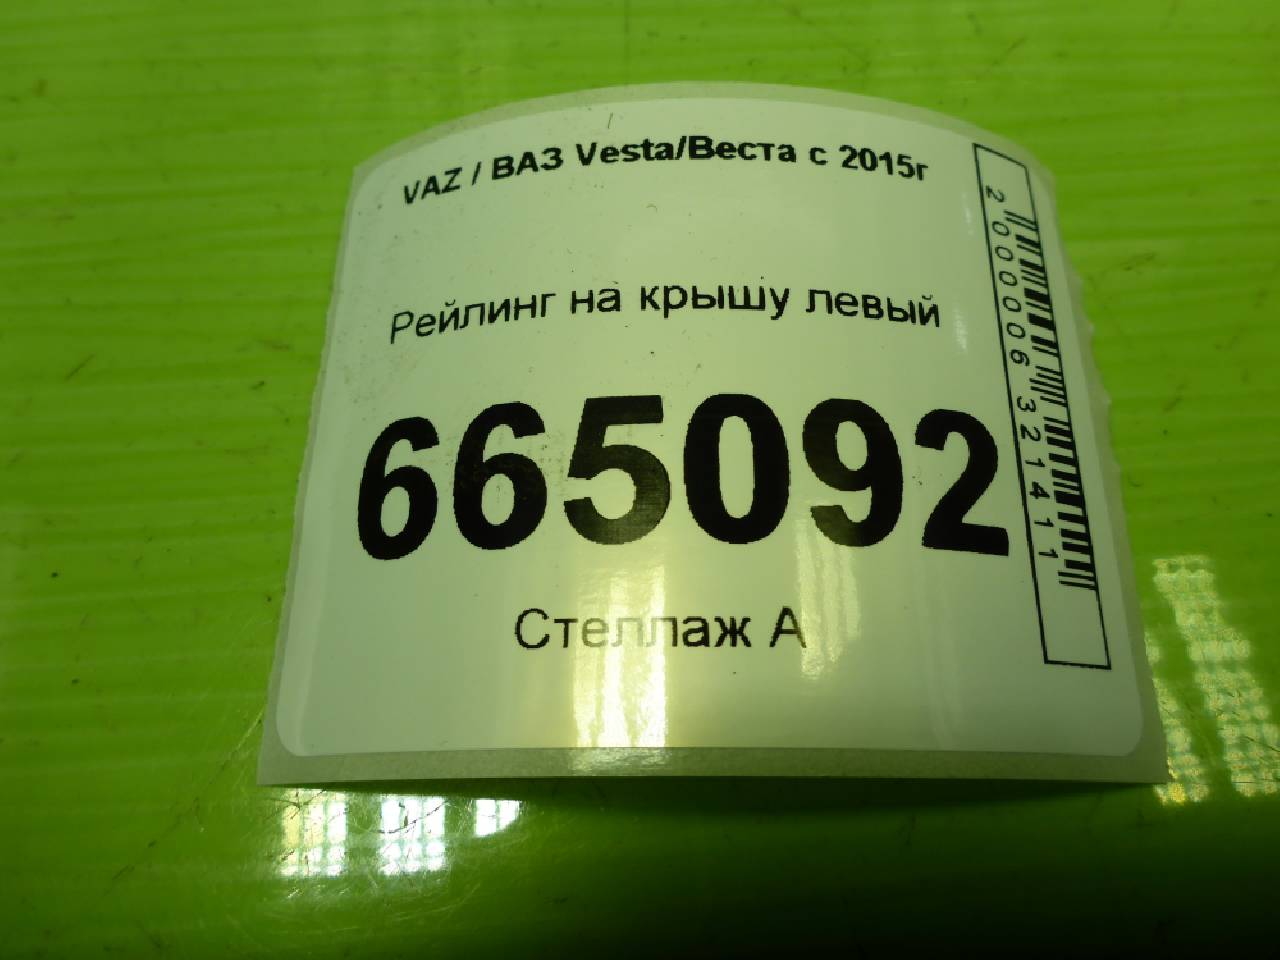 VAZ / ВАЗ Vesta/Веста с 2015г
Рейлинг на крышу левый
665092
Стеллаж А
2000006321411